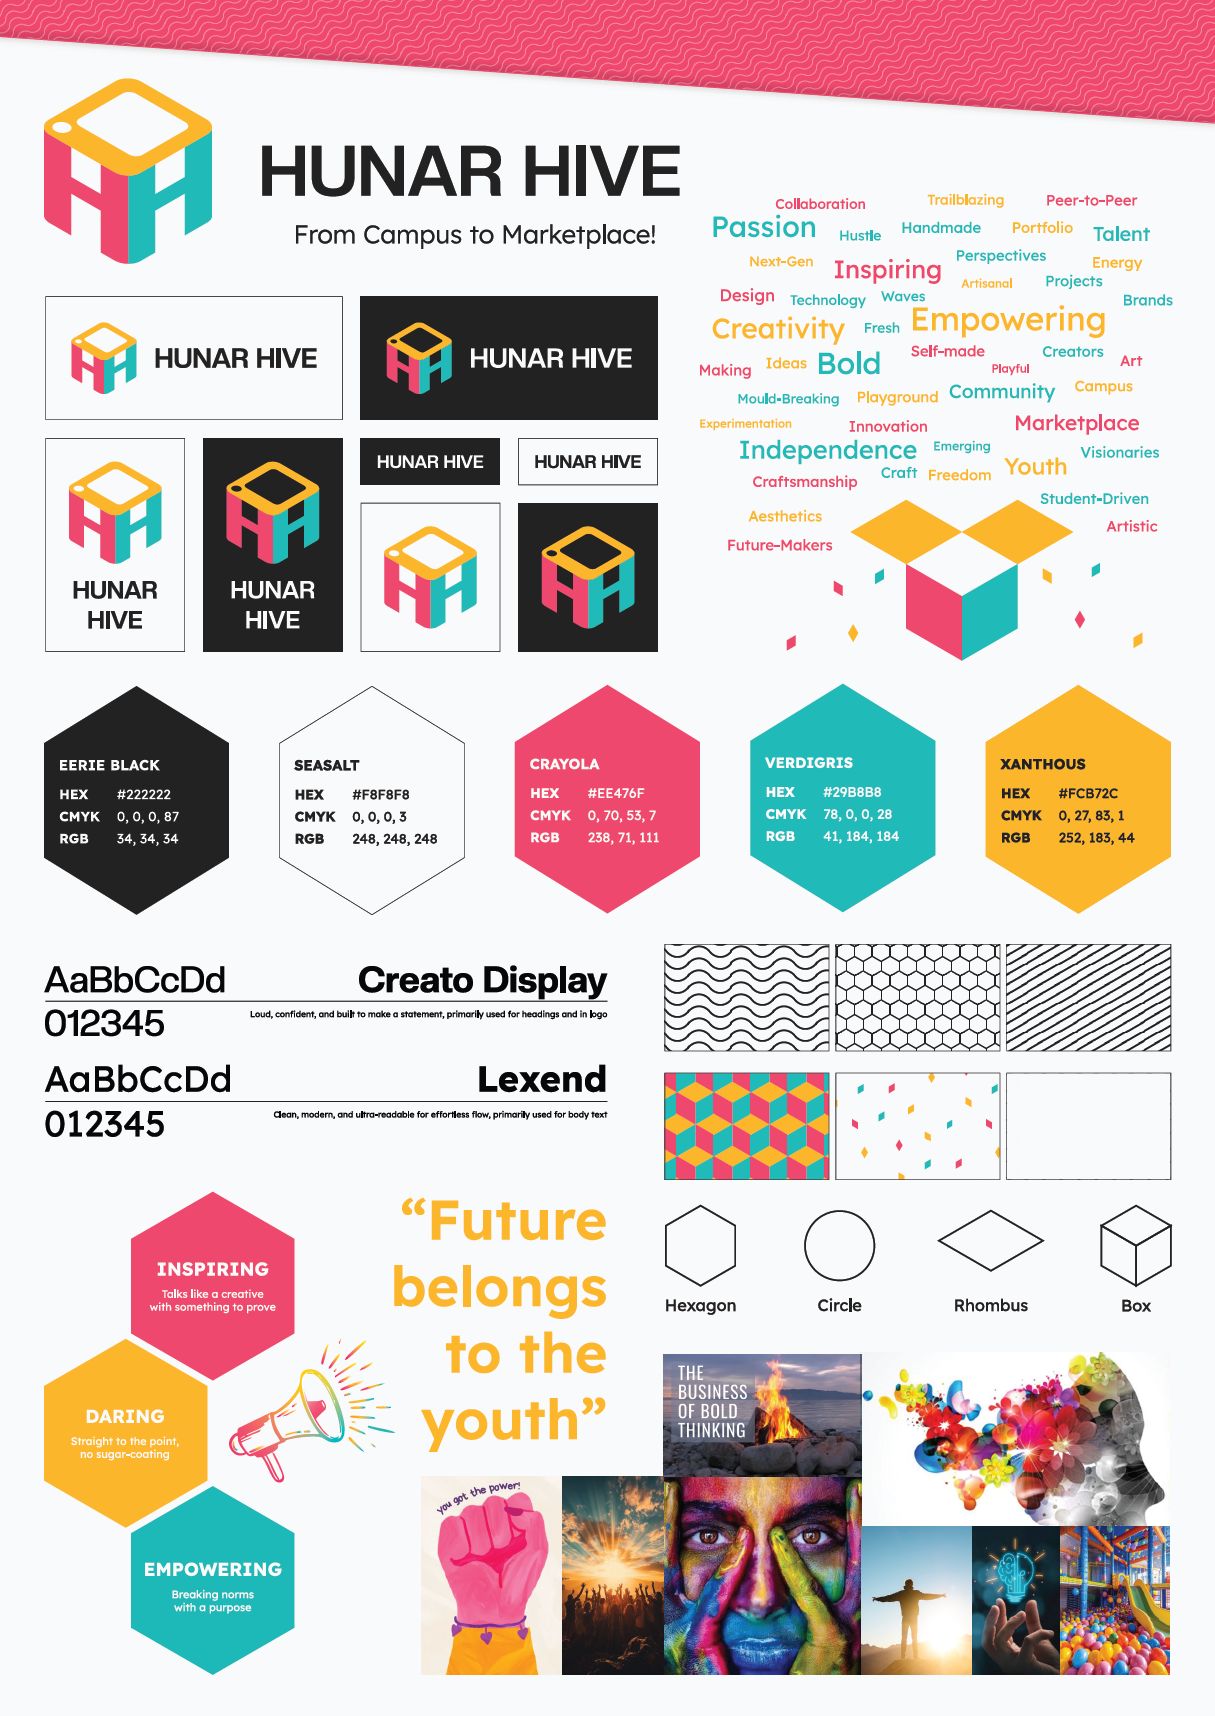 HUNAR HIVE
From Campus to Marketplace!
Collaboration Trailblazing Peer-to-Peer
Passion Hustle Handmade Portfolio Talent
Next-Gen Inspiring Perspectives Energy
Design Technology Waves Artisanal Projects Brands
Creativity Fresh Empowering
Making Ideas Bold Self-made Playful Creators Art
Mould-Breaking Playground Community Campus
Experimentation Innovation Marketplace
Independence Emerging Visionaries
Craftsmanship Craft Freedom Youth
Student-Driven
Aesthetics Artistic
Future-Makers
HUNAR HIVE
HUNAR HIVE
HUNAR
HIVE
HUNAR
HIVE
HUNAR HIVE
HUNAR HIVE
EERIE BLACK
HEX #222222
CMYK 0, 0, 0, 87
RGB 34, 34, 34
SEASALT
HEX #F8F8F8
CMYK 0, 0, 0, 3
RGB 248, 248, 248
CRAYOLA
HEX #EE476F
CMYK 0, 70, 53, 7
RGB 238, 71, 111
VERDIGRIS
HEX #29B8B8
CMYK 78, 0, 0, 28
RGB 41, 184, 184
XANTHOUS
HEX #FCB72C
CMYK 0, 27, 83, 1
RGB 252, 183, 44
AaBbCcDd Creato Display
012345 Loud, confident, and built to make a statement, primarily used for headings and in logo
AaBbCcDd Lexend
012345 Clean, modern, and ultra-readable for effortless flow, primarily used for body text
INSPIRING
Talks like a creative
with something to prove
DARING
Straight to the point,
no sugar-coating
EMPOWERING
Breaking norms
with a purpose
“Future
belongs
to the
youth”
Hexagon Circle Rhombus Box
THE
BUSINESS
OF BOLD
THINKING
you got the power!